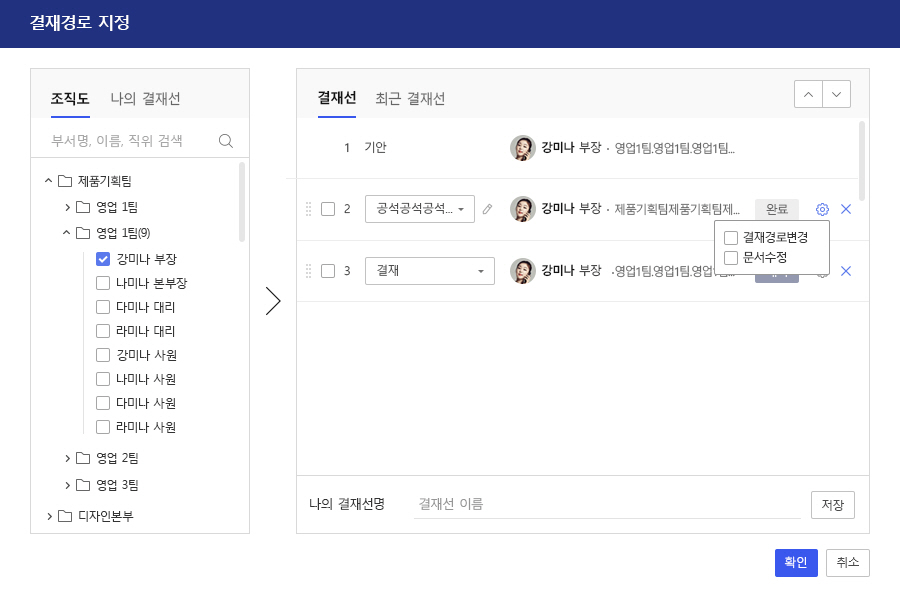 결재경로 지정
조직도 나의 결재선
부서명, 이름, 직위 검색
제품기획팀
영업 1팀
영업 1팀(9)
강미나 부장
나미나 본부장
다미나 대리
라미나 대리
강미나 사원
나미나 사원
다미나 사원
라미나 사원
영업 2팀
영업 3팀
디자인본부
결재선 최근 결재선
1 기안 강미나 부장 · 영업1팀.영업1팀.영업1팀...
2 공석공석공석... 강미나 부장 · 제품기획팀제품기획팀제... 완료
결재경로변경
문서수정
3 결재 강미나 부장 ·영업1팀.영업1팀.영업
나의 결재선명 결재선 이름 저장
확인 취소